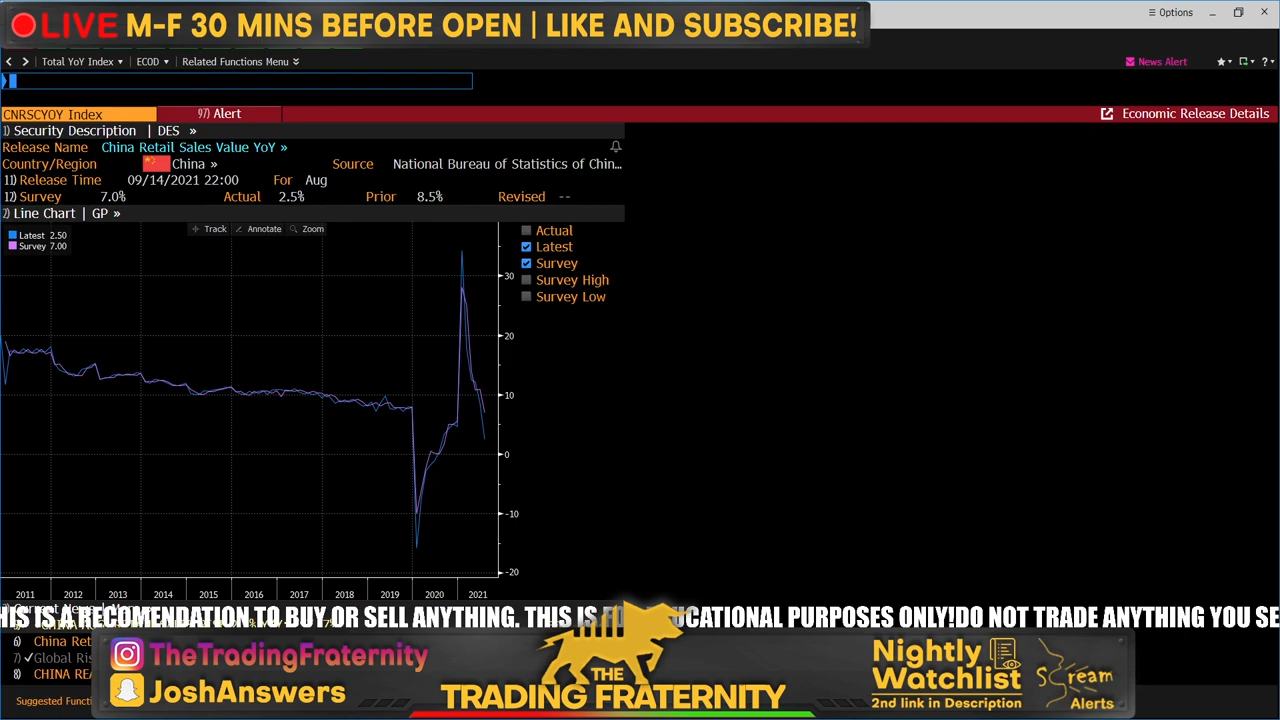 LIVE M-F 30 MINS BEFORE OPEN | LIKE AND SUBSCRIBE!
Options
Total YoY Index ECOD Related Functions Menu
News Alert
CNRSCYOY Index 97) Alert Economic Release Details
1) Security Description | DES »
Release Name China Retail Sales Value YoY »
Country/Region China » Source National Bureau of Statistics of Chin...
11) Release Time 09/14/2021 22:00 For Aug
12) Survey 7.0% Actual 2.5% Prior 8.5% Revised --
2) Line Chart | GP »
Latest 2.50
Survey 7.00
Track Annotate Zoom
Actual
Latest
Survey
Survey High
Survey Low
30
20
10
0
-10
-20
2011 2012 2013 2014 2015 2016 2017 2018 2019 2020 2021
HIS IS A RECOMENDATION TO BUY OR SELL ANYTHING. THIS IS CATIONAL PURPOSES ONLY!DO NOT TRADE ANYTHING YOU SE
6) China Ret
7) Global Ris
8) CHINA REA
Suggested Functi
TheTradingFraternity
JoshAnswers
THE
TRADING FRATERNITY
Nightly
Watchlist
2nd link in Description
Scream
Alerts